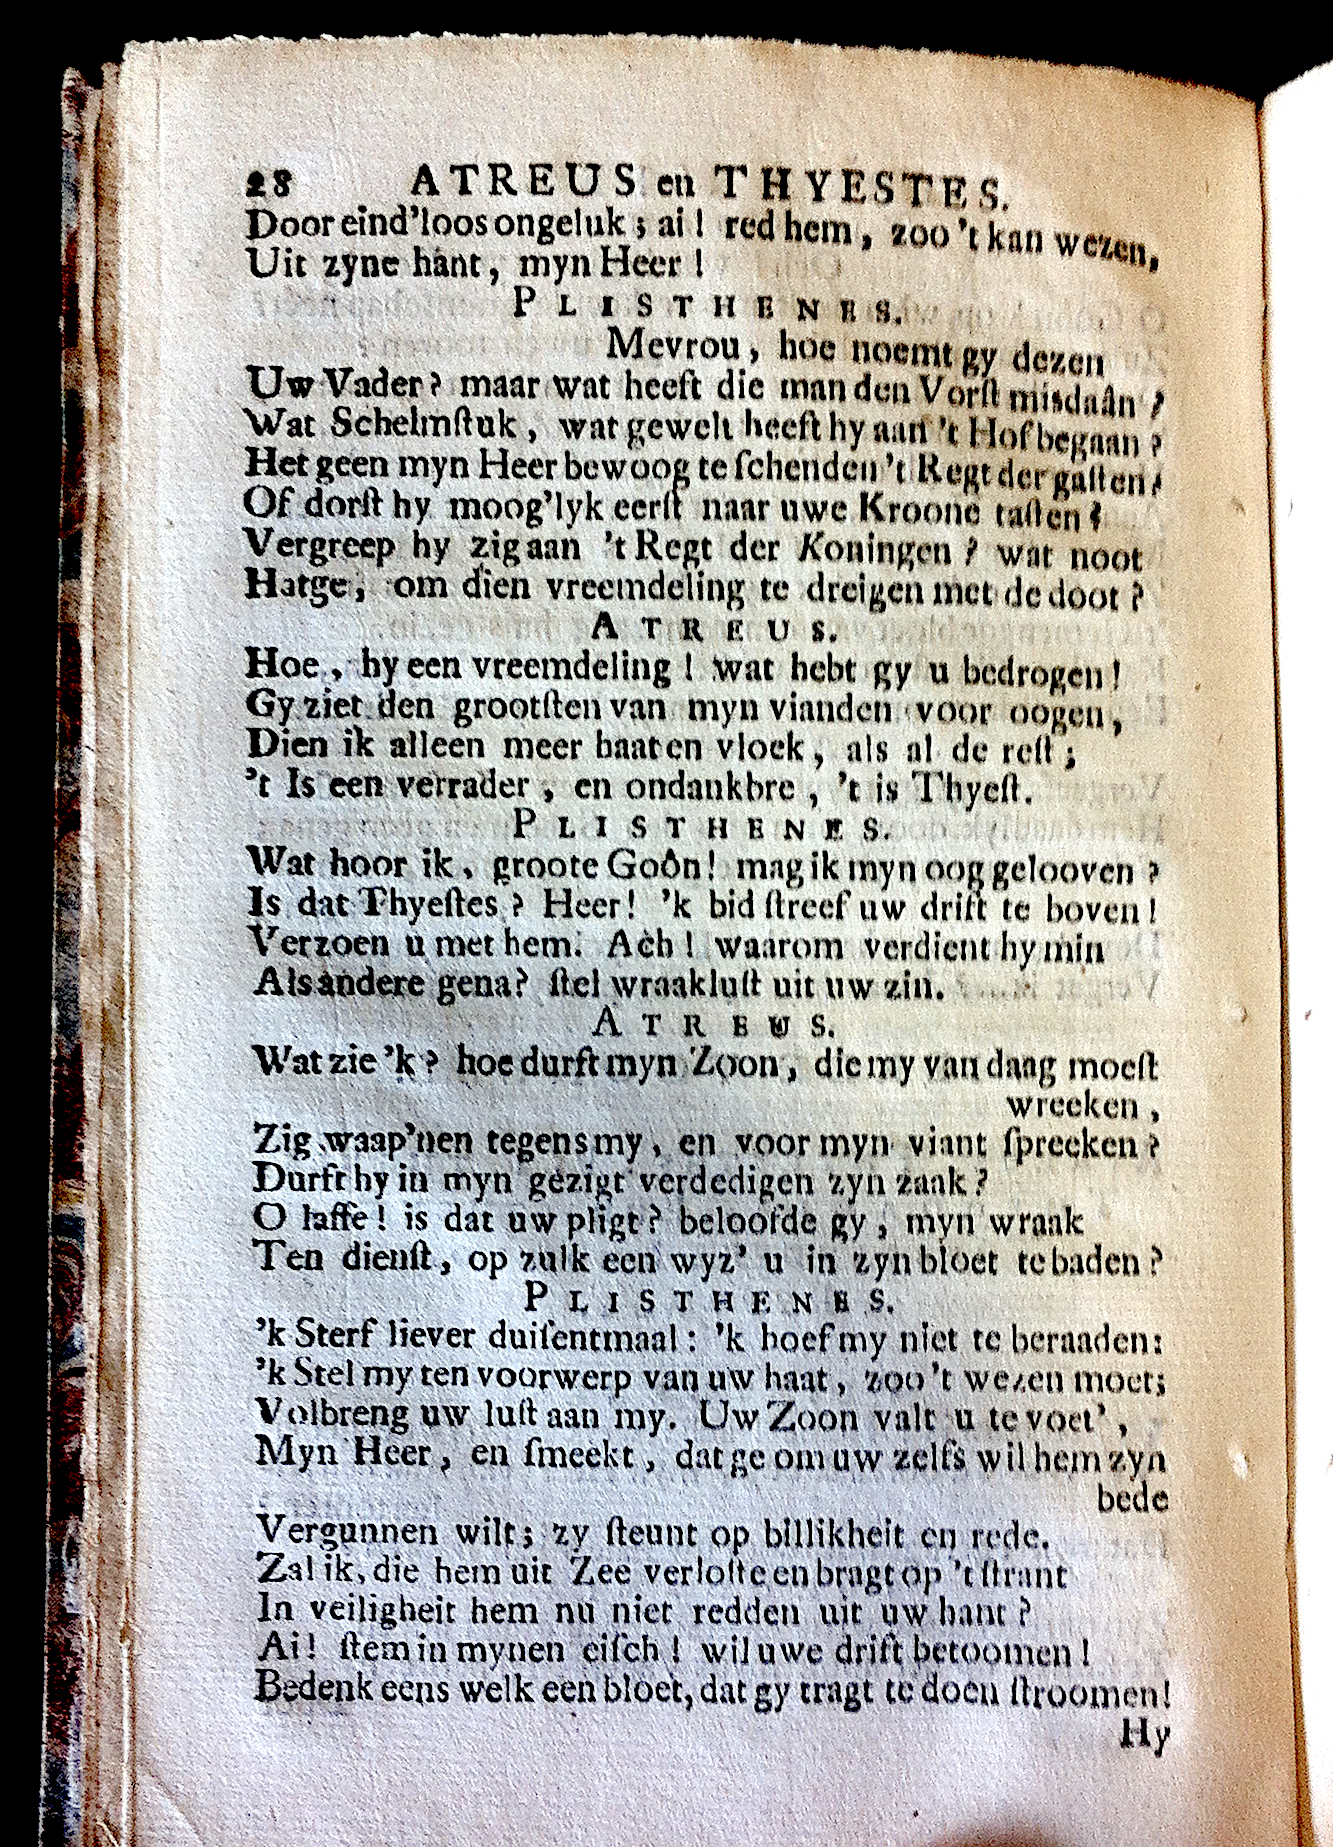 28 ATREUS en THYESTES.
Door eind'loos ongeluk; ai! red hem, zoo 't kan wezen,
Uit zyne hant, myn Heer!
PLISTHENES.
Mevrou, hoe noemt gy dezen
Uw Vader? maar wat heeft die man den Vorſt misdaân?
Wat Schelmſtuk, wat gewelt heeft hy aan 't Hof begaan?
Het geen myn Heer bewoog te ſchenden 't Regt der gaſten?
Of dorſt hy moog'lyk eerſt naar uwe Kroone taſten?
Vergreep hy zig aan 't Regt der Koningen? wat noot
Hatge, om dien vreemdeling te dreigen met de doot?
ATREUS.
Hoe, hy een vreemdeling! wat hebt gy u bedrogen!
Gy ziet den grootſten van myn vianden voor oogen,
Dien ik alleen meer haat en vloek, als al de reſt;
't Is een verrader, en ondankbre, 't is Thyeſt.
PLISTHENES.
Wat hoor ik, groote Goôn! mag ik myn oog gelooven?
Is dat Thyeſtes? Heer! 'k bid ſtreef uw drift te boven!
Verzoen u met hem. Ach! waarom verdient hy min
Als andere gena? ſtel wraakluſt uit uw zin.
ATREUS.
Wat zie 'k? hoe durft myn Zoon, die my van daag moeſt
wreeken,
Zig waap'nen tegens my, en voor myn viant ſpreeken?
Durft hy in myn gezigt verdedigen zyn zaak?
O laffe! is dat uw pligt? beloofde gy, myn wraak
Ten dienſt, op zulk een wyz' u in zyn bloet te baden?
PLISTHENES.
'k Sterf liever duiſentmaal: 'k hoef my niet te beraaden:
'k Stel my ten voorwerp van uw haat, zoo 't wezen moet;
Volbreng uw luſt aan my. Uw Zoon valt u te voet',
Myn Heer, en ſmeekt, dat ge om uw zelfs wil hem zyn
bede
Vergunnen wilt; zy ſteunt op billikheit en rede.
Zal ik, die hem uit Zee verloſte en bragt op 't ſtrant
In veiligheit hem nu niet redden uit uw hant?
Ai! ſtem in mynen eiſch! wil uwe drift betoomen!
Bedenk eens welk een bloet, dat gy tragt te doen ſtroomen!
Hy